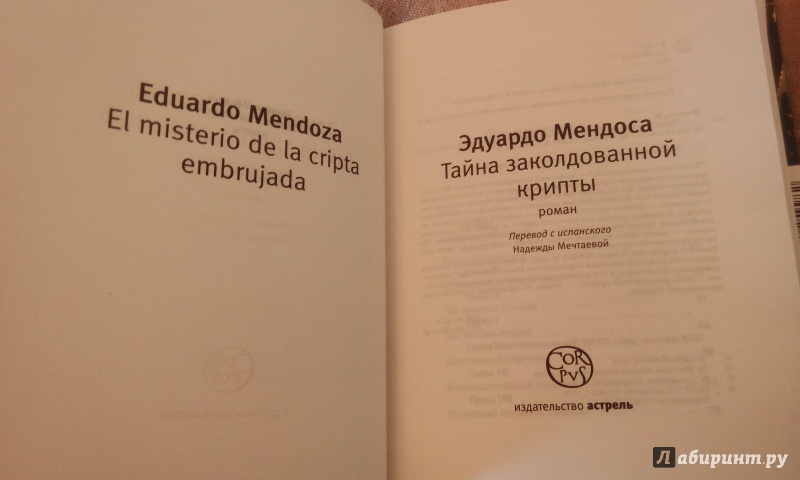 Eduardo Mendoza
El misterio de la cripta
embrujada
Эдуардо Мендоса
Тайна заколдованной
крипты
роман
Перевод с испанского
Надежды Мечтаевой
COR
PVS
издательство астрель
Лабиринт.ру